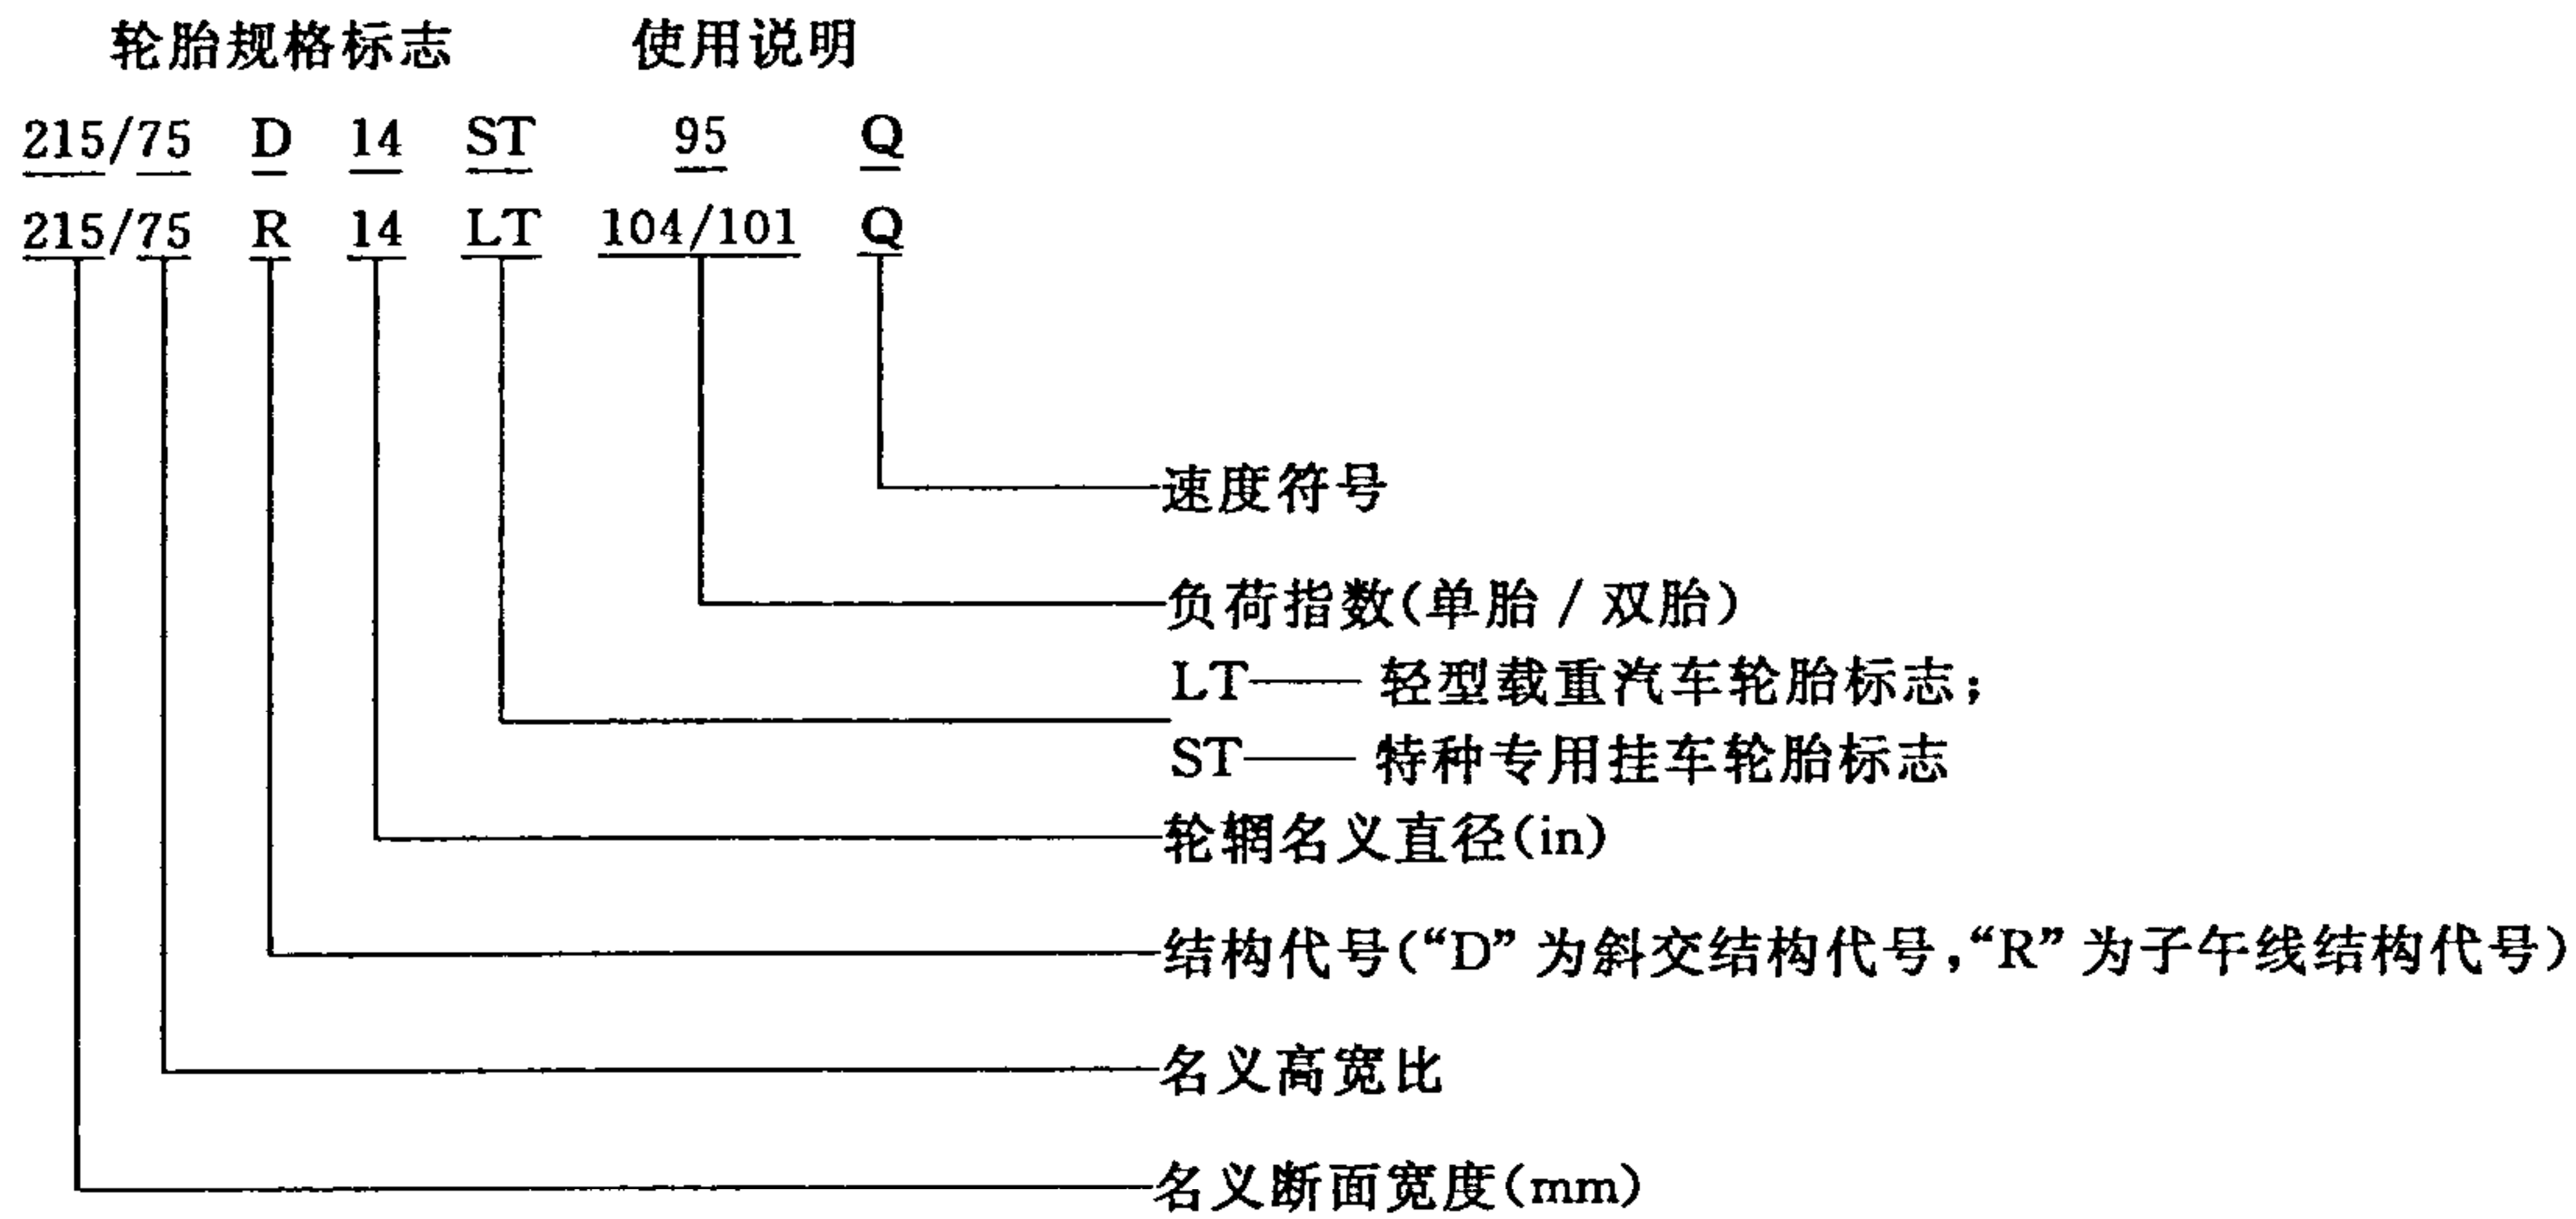 轮胎规格标志 使用说明
215/75 D 14 ST 95 Q
215/75 R 14 LT 104/101 Q
速度符号
负荷指数(单胎/双胎)
LT—— 轻型载重汽车轮胎标志;
ST—— 特种专用挂车轮胎标志
轮辋名义直径(in)
结构代号(“D”为斜交结构代号,“R”为子午线结构代号)
名义高宽比
名义断面宽度(mm)